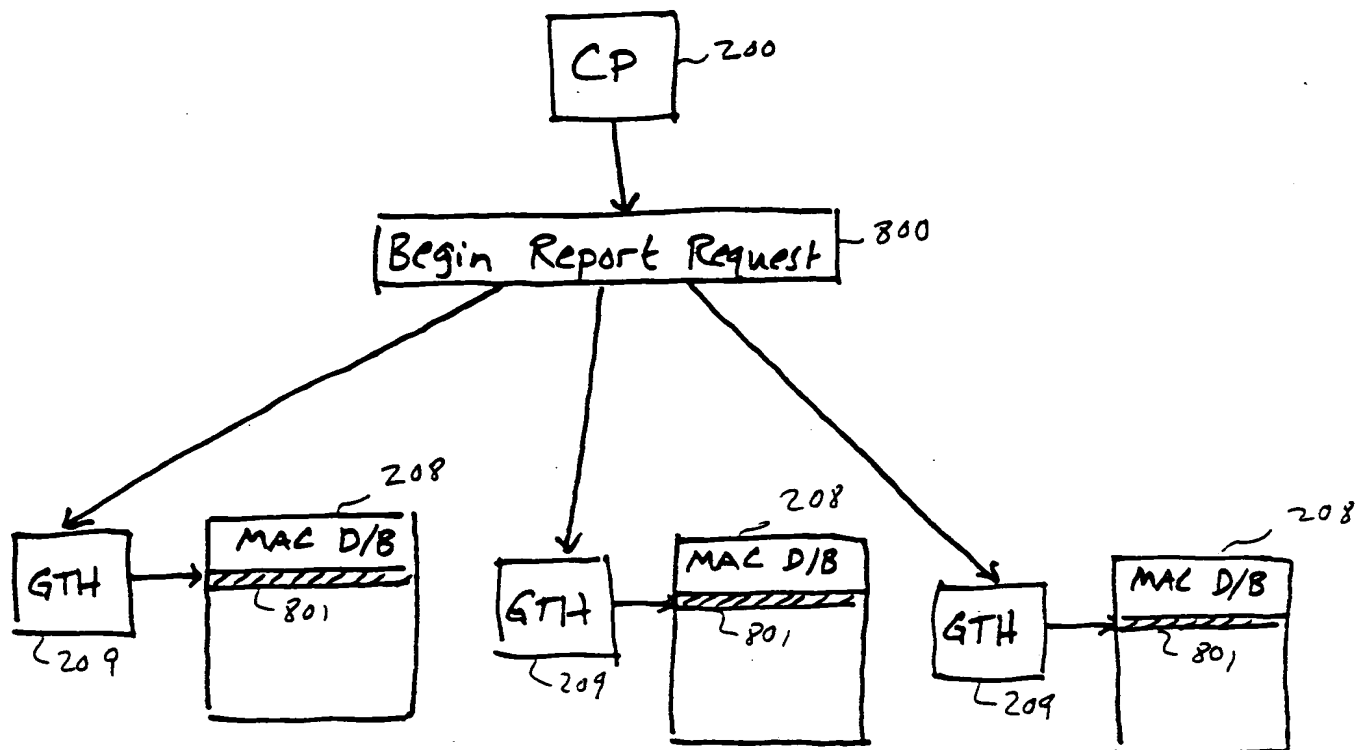 CP
200
Begin Report Request
800
208
MAC D/B
GTH
801
209
208
MAC D/B
GTH
801
209
208
MAC D/B
GTH
801
209